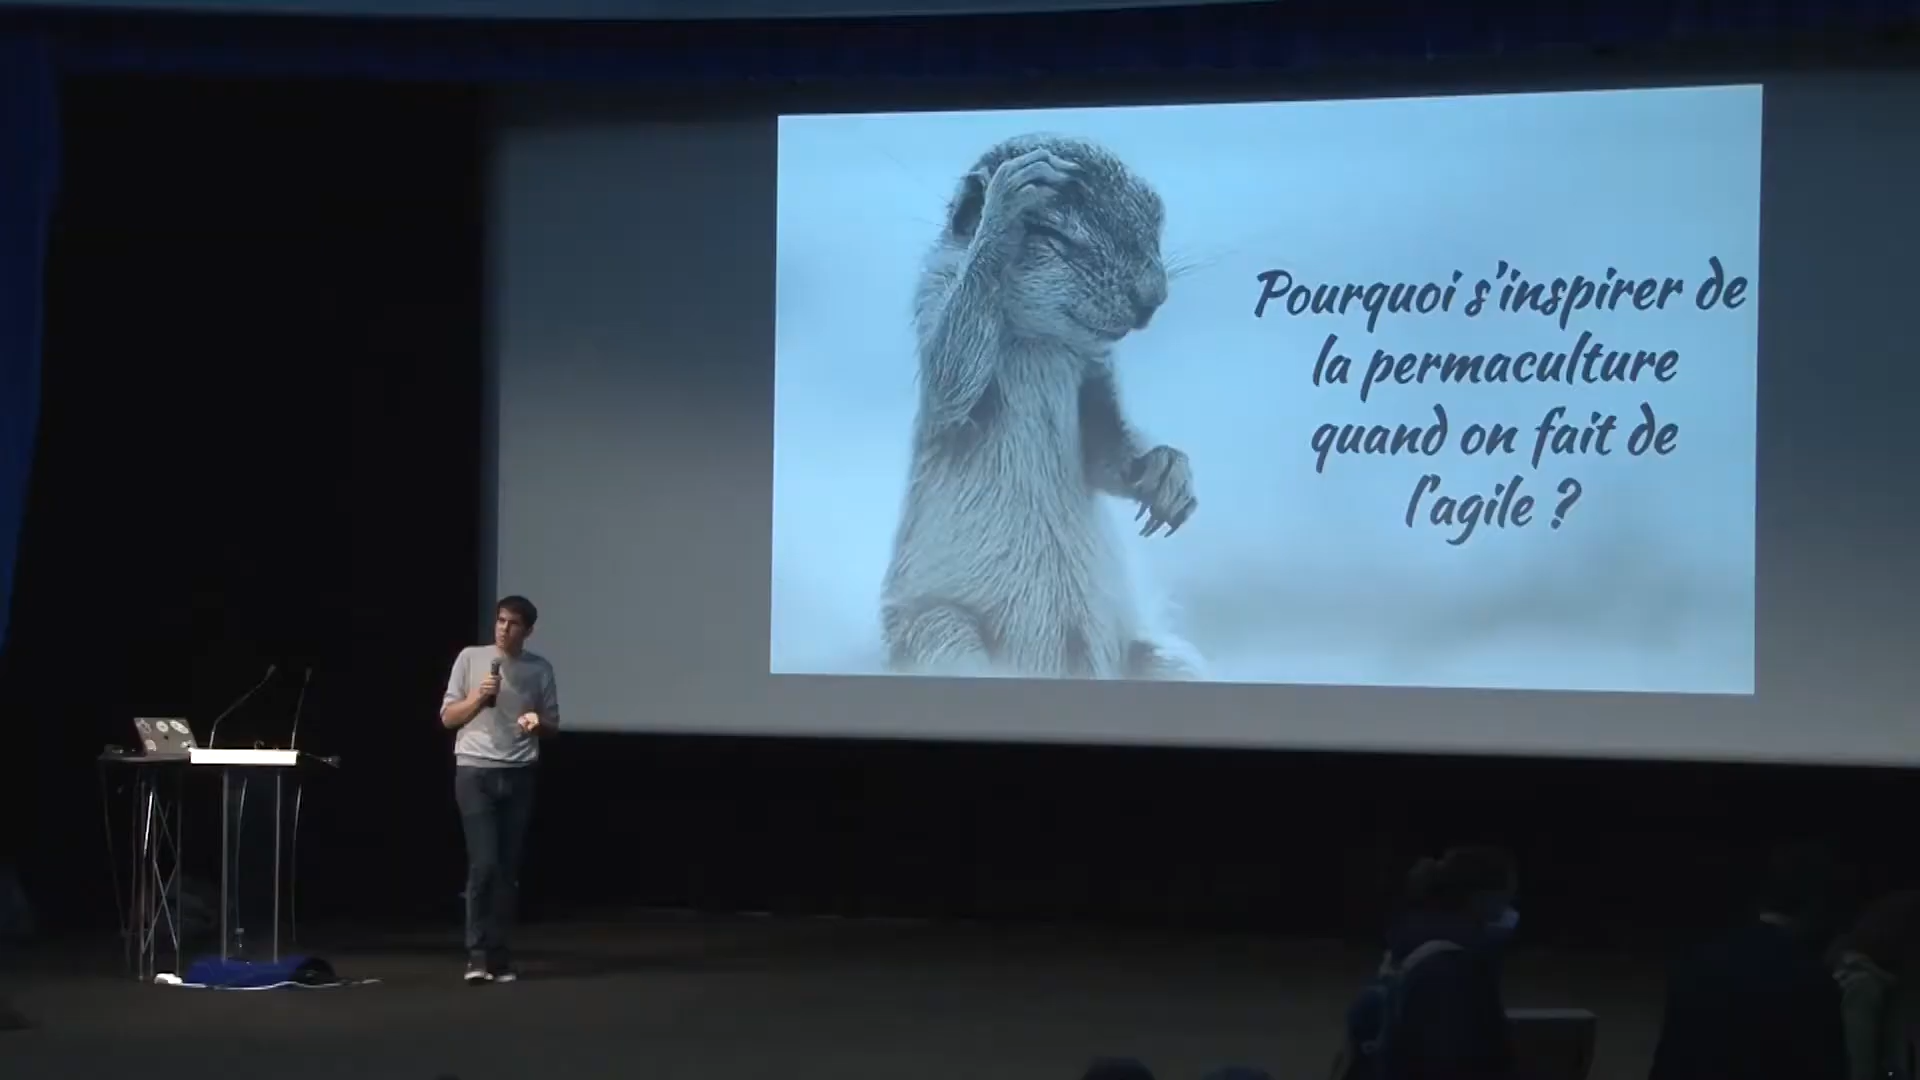 Pourquoi s'inspirer de
la permaculture
quand on fait de
l'agile ?